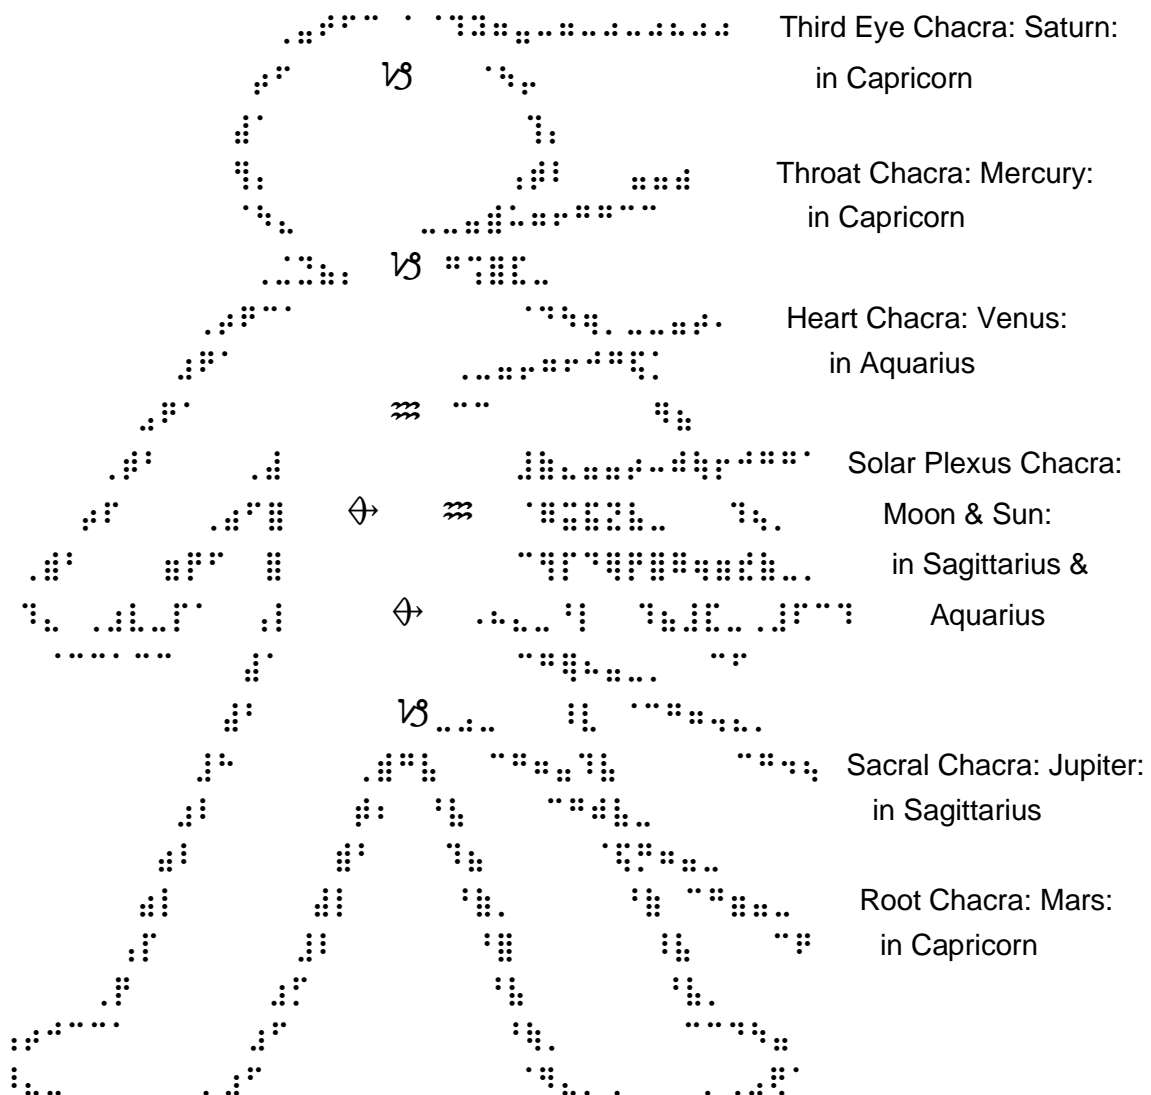 Third Eye Chacra: Saturn:
in Capricorn
♑
Throat Chacra: Mercury:
in Capricorn
♑
Heart Chacra: Venus:
in Aquarius
♒
Solar Plexus Chacra:
♐ ♒ Moon & Sun:
in Sagittarius &
♐ Aquarius
♑
Sacral Chacra: Jupiter:
in Sagittarius
Root Chacra: Mars:
in Capricorn